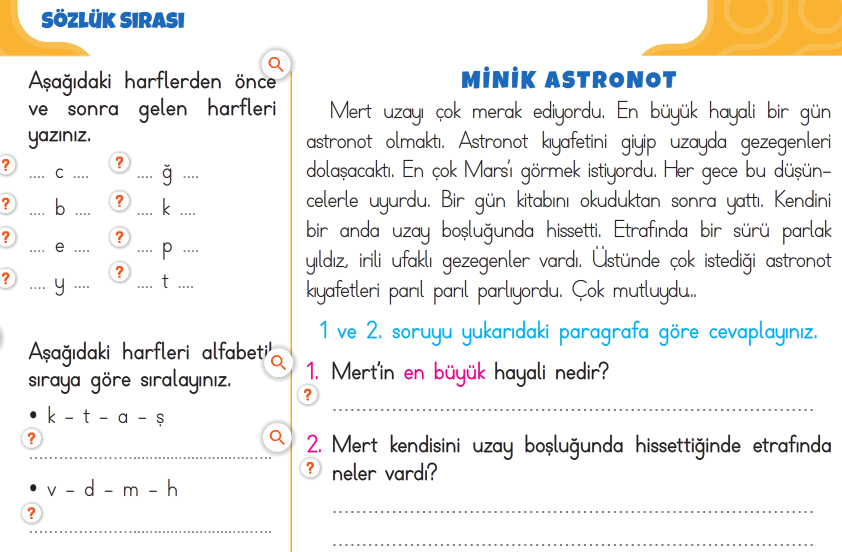 SÖZLÜK SIRASI
Aşağıdaki harflerden önce
ve sonra gelen harfleri
yazınız.
? .... c .... ? .... ğ ....
? .... b .... ? .... k ....
? .... e .... ? .... p ....
? .... y .... ? .... t ....
Aşağıdaki harfleri
sıraya göre sıralayınız.
• k - t - a - ş
?
..........................................................
• v - d - m - h
?
..........................................................
MİNİK ASTRONOT
Mert uzayı çok merak ediyordu. En büyük hayali bir gün
astronot olmaktı. Astronot kıyafetini giyip uzayda gezegenleri
dolaşacaktı. En çok Mars'ı görmek istiyordu. Her gece bu düşün-
celerle uyurdu. Bir gün kitabını okuduktan sonra yattı. Kendini
bir anda uzay boşluğunda hissetti. Etrafında bir sürü parlak
yıldız, irili ufaklı gezegenler vardı. Üstünde çok istediği astronot
kıyafetleri parıl parıl parlıyordu. Çok mutluydu...
1 ve 2. soruyu yukarıdaki paragrafa göre cevaplayınız.
1. Mert'in en büyük hayali nedir?
?
..........................................................
2. Mert kendisini uzay boşluğunda hissettiğinde etrafında
? neler vardı?
..........................................................
..........................................................